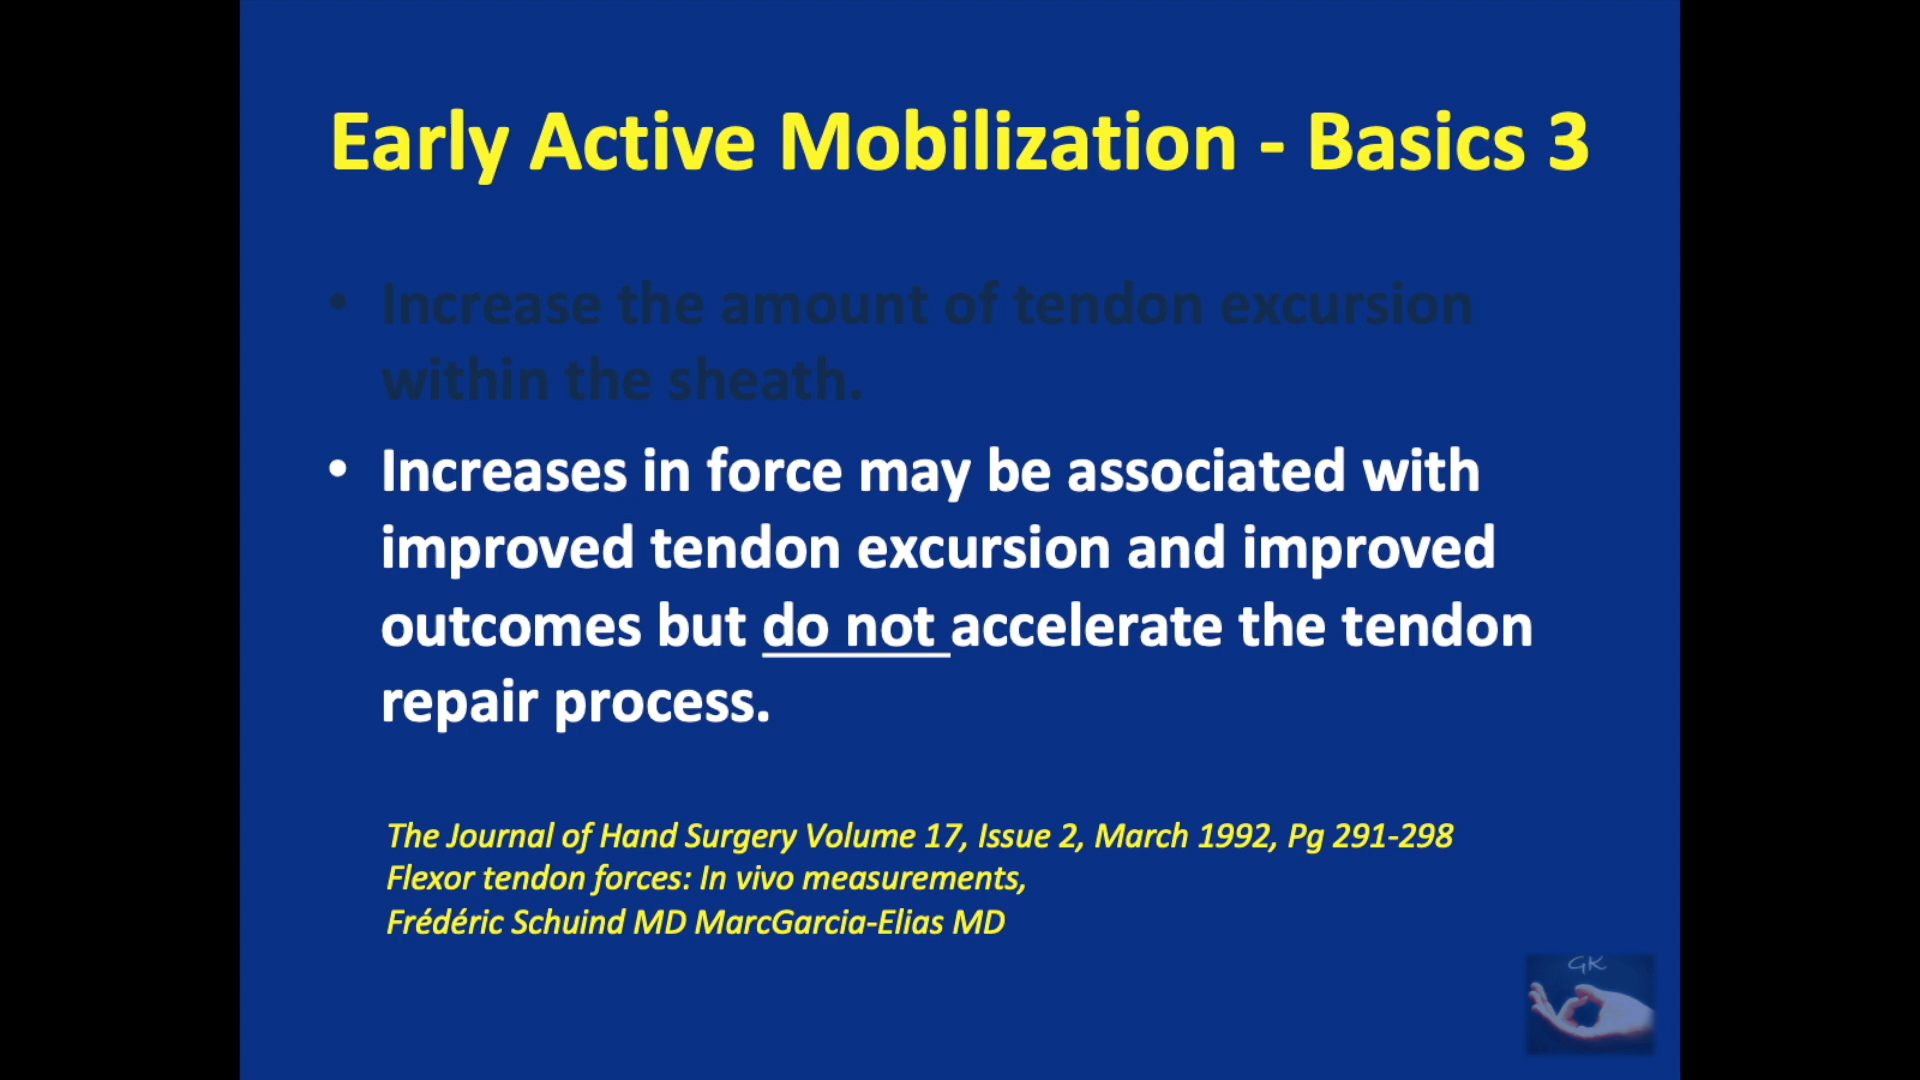 Early Active Mobilization - Basics 3
• Increase the amount of tendon excursion
within the sheath.
• Increases in force may be associated with
improved tendon excursion and improved
outcomes but do not accelerate the tendon
repair process.
The Journal of Hand Surgery Volume 17, Issue 2, March 1992, Pg 291-298
Flexor tendon forces: In vivo measurements,
Frédéric Schuind MD MarcGarcia-Elias MD
GK